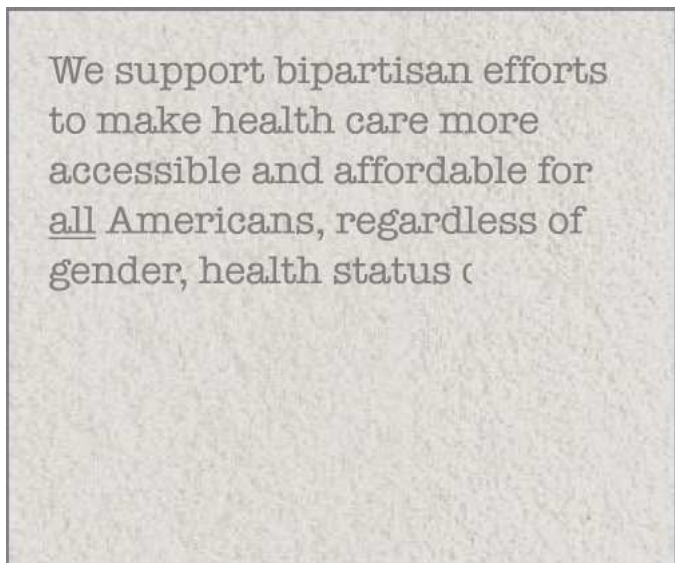 We support bipartisan efforts
to make health care more
accessible and affordable for
all Americans, regardless of
gender, health status